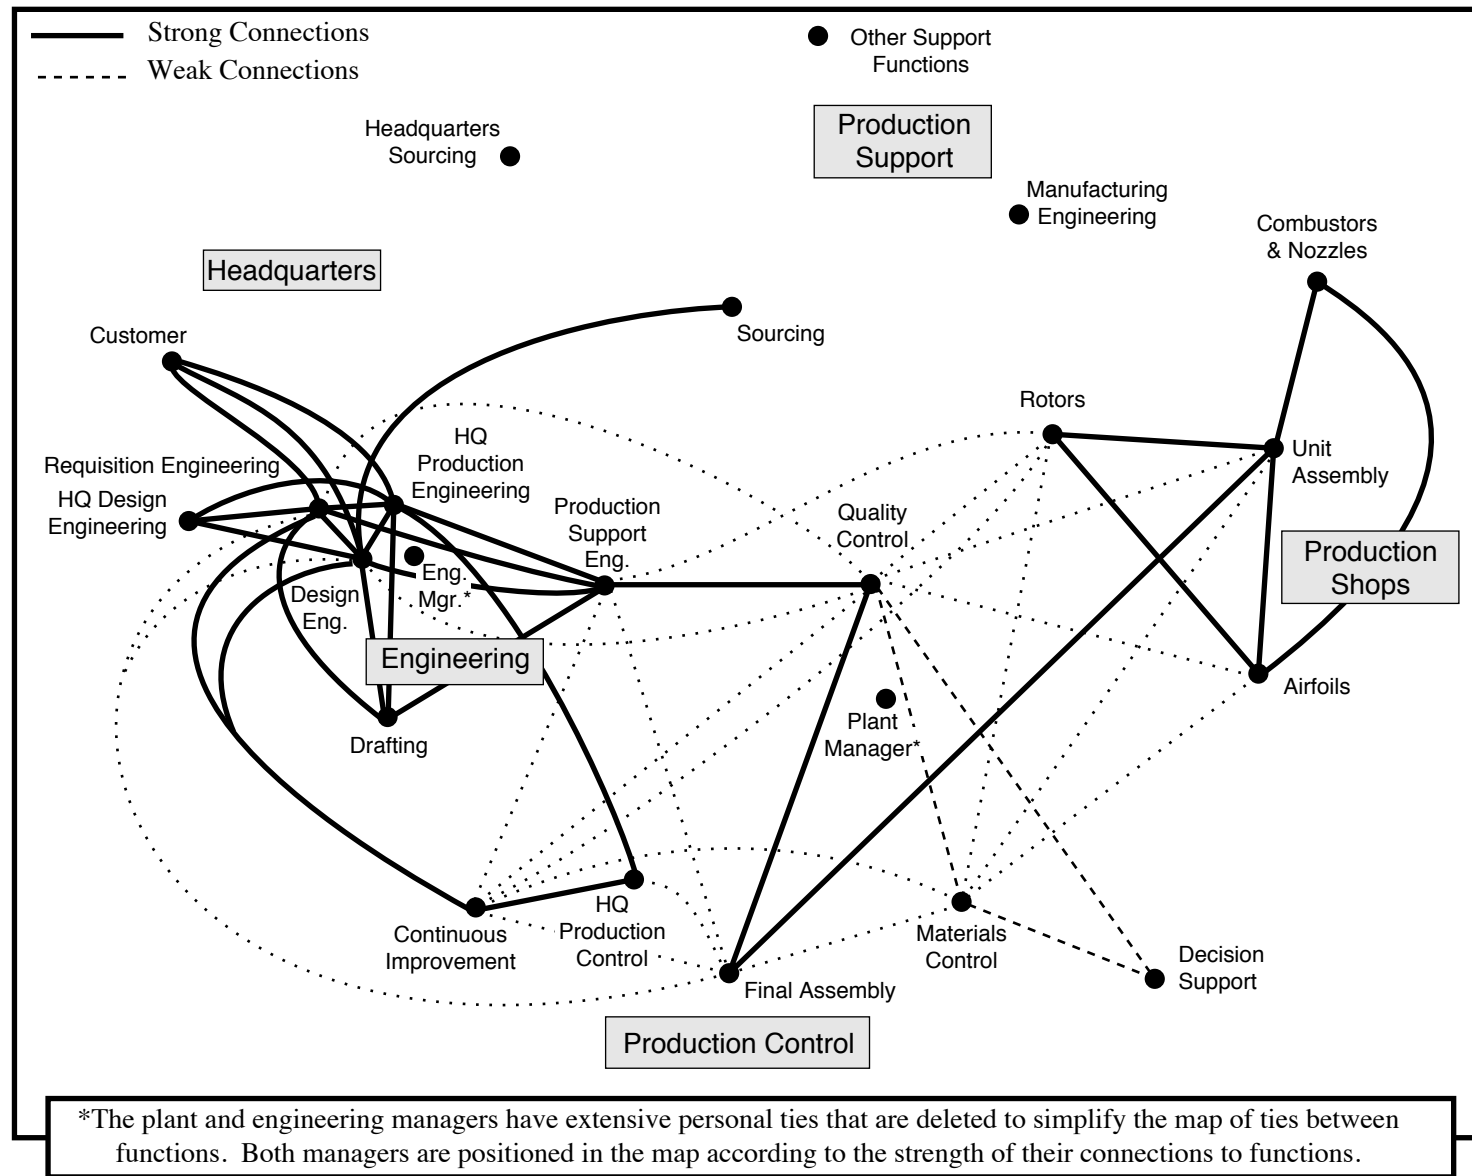 Strong Connections
Weak Connections
Other Support
Functions
Headquarters
Sourcing
Production
Support
Manufacturing
Engineering
Combustors
& Nozzles
Headquarters
Customer
Sourcing
Rotors
Unit
Assembly
HQ
Production
Engineering
Requisition Engineering
HQ Design
Engineering
Production
Support
Eng.
Quality
Control
Production
Shops
Eng.
Mgr.*
Design
Eng.
Engineering
Airfoils
Plant
Manager*
Drafting
HQ
Production
Control
Continuous
Improvement
Materials
Control
Decision
Support
Final Assembly
Production Control
*The plant and engineering managers have extensive personal ties that are deleted to simplify the map of ties between
functions. Both managers are positioned in the map according to the strength of their connections to functions.